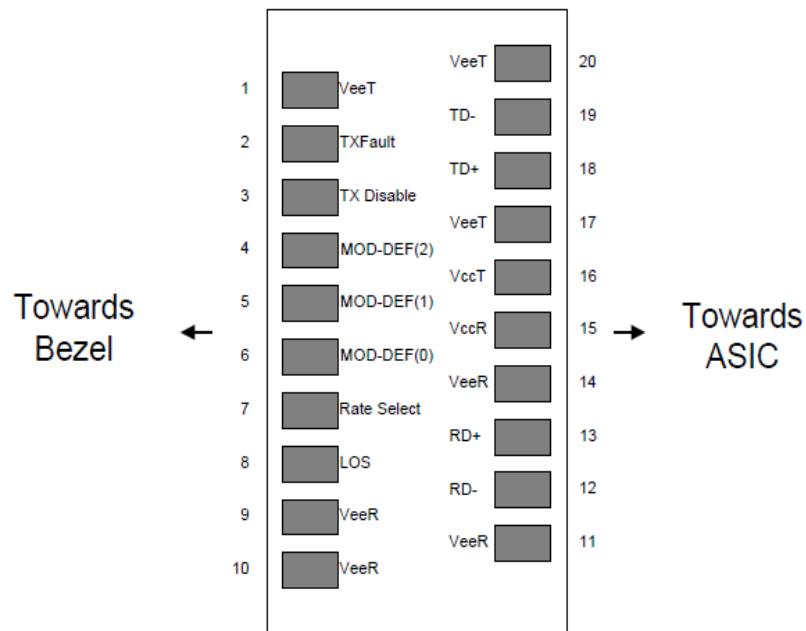 VeeT 20
1 VeeT
TD- 19
2 TXFault
TD+ 18
3 TX Disable
VeeT 17
4 MOD-DEF(2)
VccT 16
5 MOD-DEF(1)
VccR 15
6 MOD-DEF(0)
VeeR 14
7 Rate Select
RD+ 13
8 LOS
RD- 12
9 VeeR
VeeR 11
10 VeeR
Towards
Bezel
Towards
ASIC